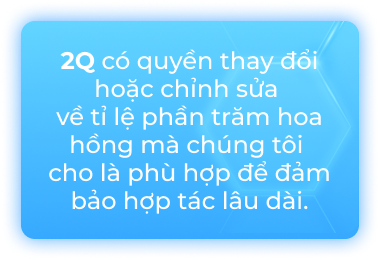 2Q có quyền thay đổi
hoặc chỉnh sửa
về tỉ lệ phần trăm hoa
hồng mà chúng tôi
cho là phù hợp để đảm
bảo hợp tác lâu dài.